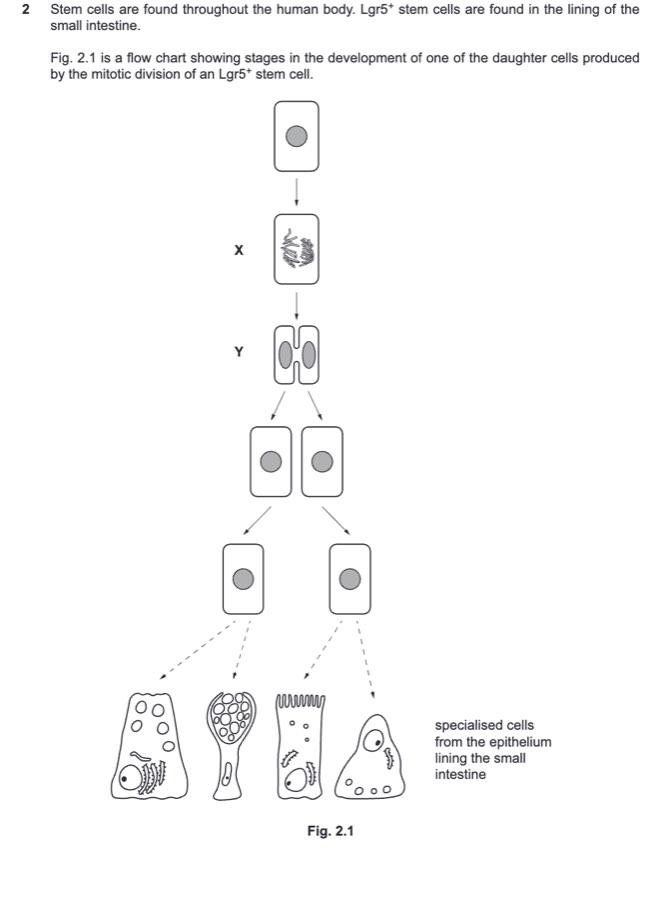 2 Stem cells are found throughout the human body. Lgr5⁺ stem cells are found in the lining of the
small intestine.
Fig. 2.1 is a flow chart showing stages in the development of one of the daughter cells produced
by the mitotic division of an Lgr5⁺ stem cell.
X
Y
specialised cells
from the epithelium
lining the small
intestine
Fig. 2.1